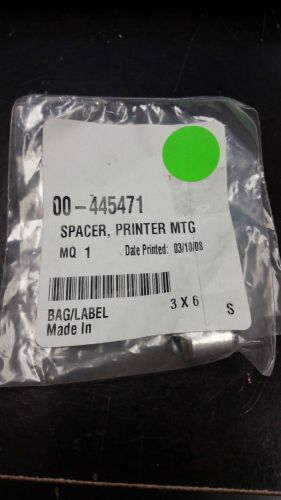 00-445471
SPACER, PRINTER MTG
MQ 1 Date Printed: 03/10/08
BAG/LABEL 3 X 6 S
Made In